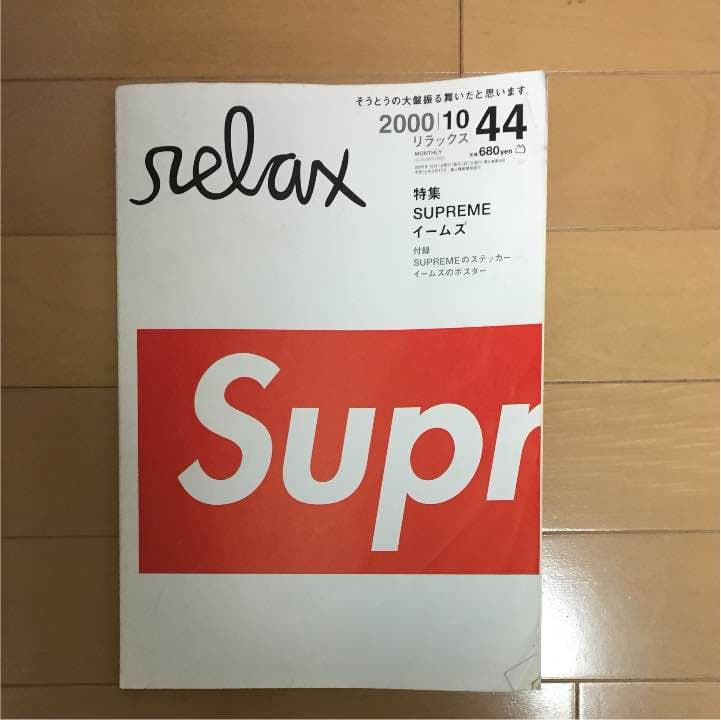 そうとうの大盤振る舞いだと思います。
relax
2000|10
44
リラックス
MONTHLY
定価680yen
特集
SUPREME
イームズ
付録
SUPREMEのステッカー
イームズのポスター
Supr